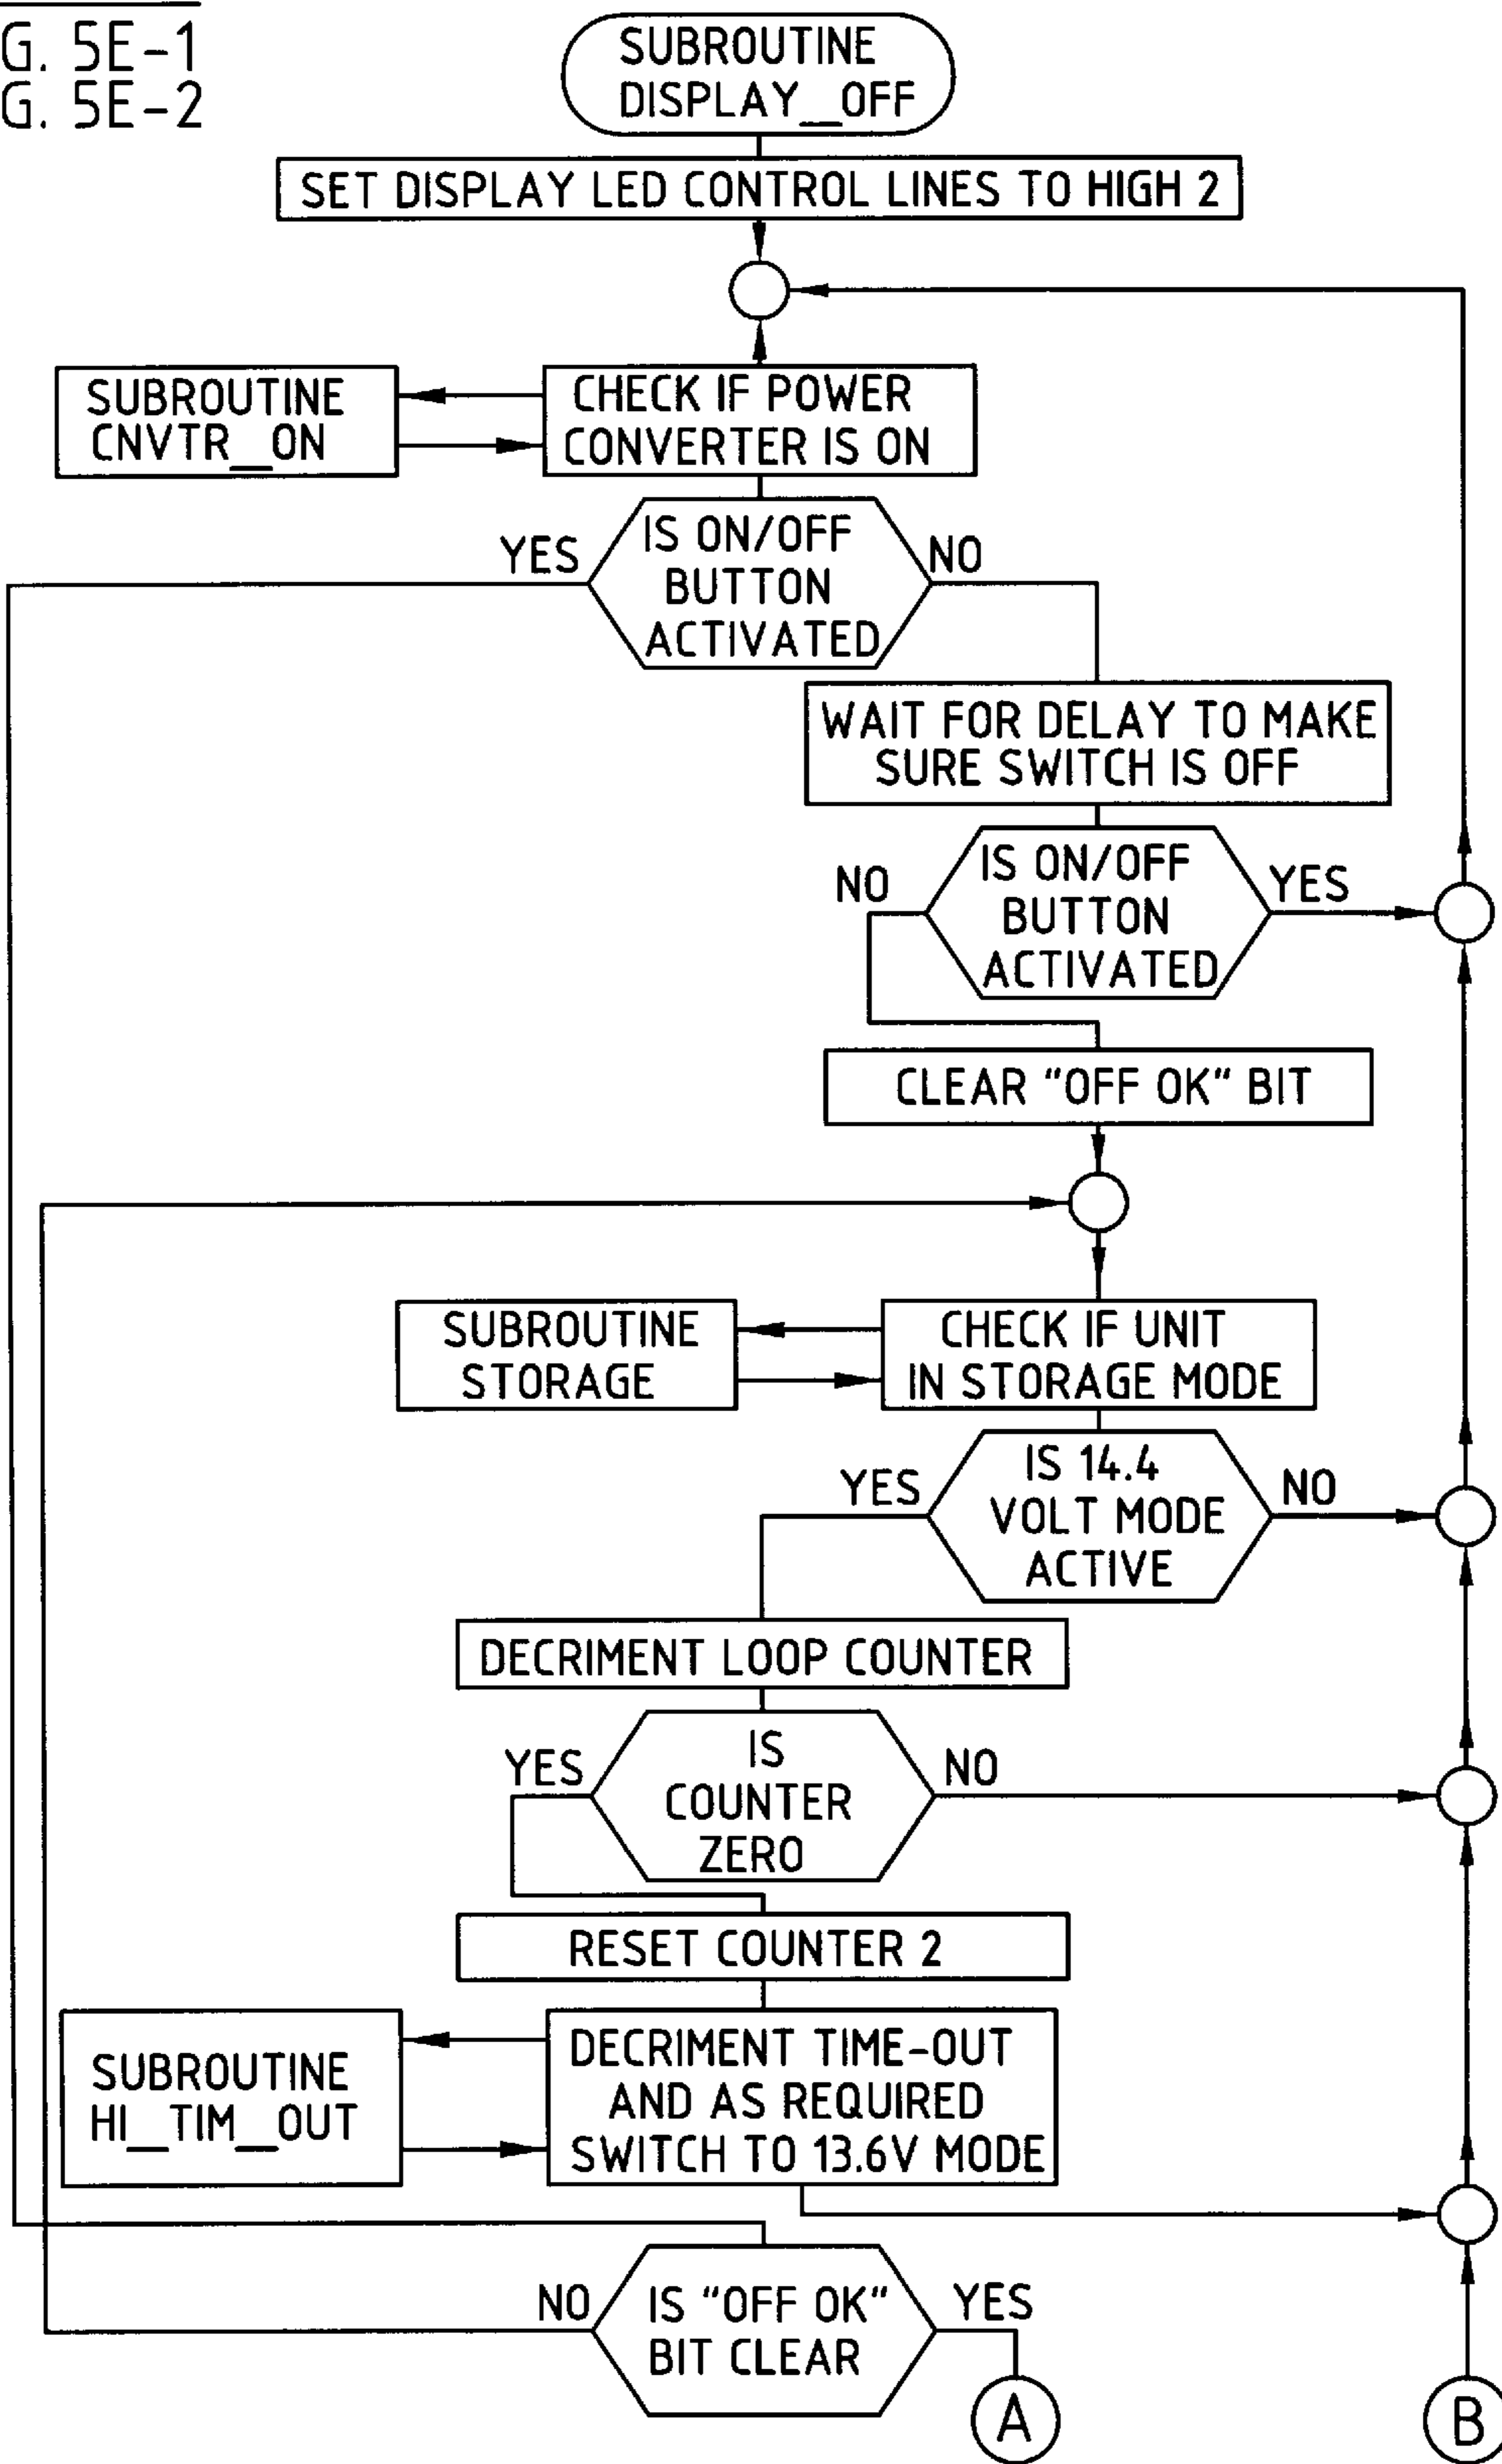 G. 5E-1
G. 5E-2
SUBROUTINE
DISPLAY__OFF
SET DISPLAY LED CONTROL LINES TO HIGH 2
SUBROUTINE
CNVTR__ON
CHECK IF POWER
CONVERTER IS ON
YES
IS ON/OFF
BUTTON
ACTIVATED
NO
WAIT FOR DELAY TO MAKE
SURE SWITCH IS OFF
NO
IS ON/OFF
BUTTON
ACTIVATED
YES
CLEAR "OFF OK" BIT
SUBROUTINE
STORAGE
CHECK IF UNIT
IN STORAGE MODE
YES
IS 14.4
VOLT MODE
ACTIVE
NO
DECRIMENT LOOP COUNTER
YES
IS
COUNTER
ZERO
NO
RESET COUNTER 2
SUBROUTINE
HI__TIM__OUT
DECRIMENT TIME-OUT
AND AS REQUIRED
SWITCH TO 13.6V MODE
NO
IS "OFF OK"
BIT CLEAR
YES
A
B